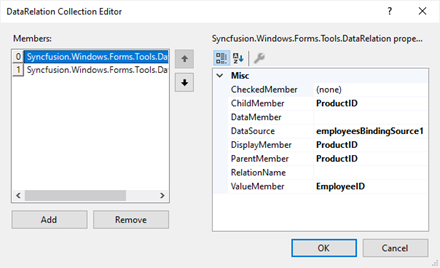 DataRelation Collection Editor
Members:
0 Syncfusion.Windows.Forms.Tools.Da
1 Syncfusion.Windows.Forms.Tools.Da
Add
Remove
Syncfusion.Windows.Forms.Tools.DataRelation prope...
Misc
CheckedMember (none)
ChildMember ProductID
DataMember
DataSource employeesBindingSource1
DisplayMember ProductID
ParentMember ProductID
RelationName
ValueMember EmployeeID
OK
Cancel